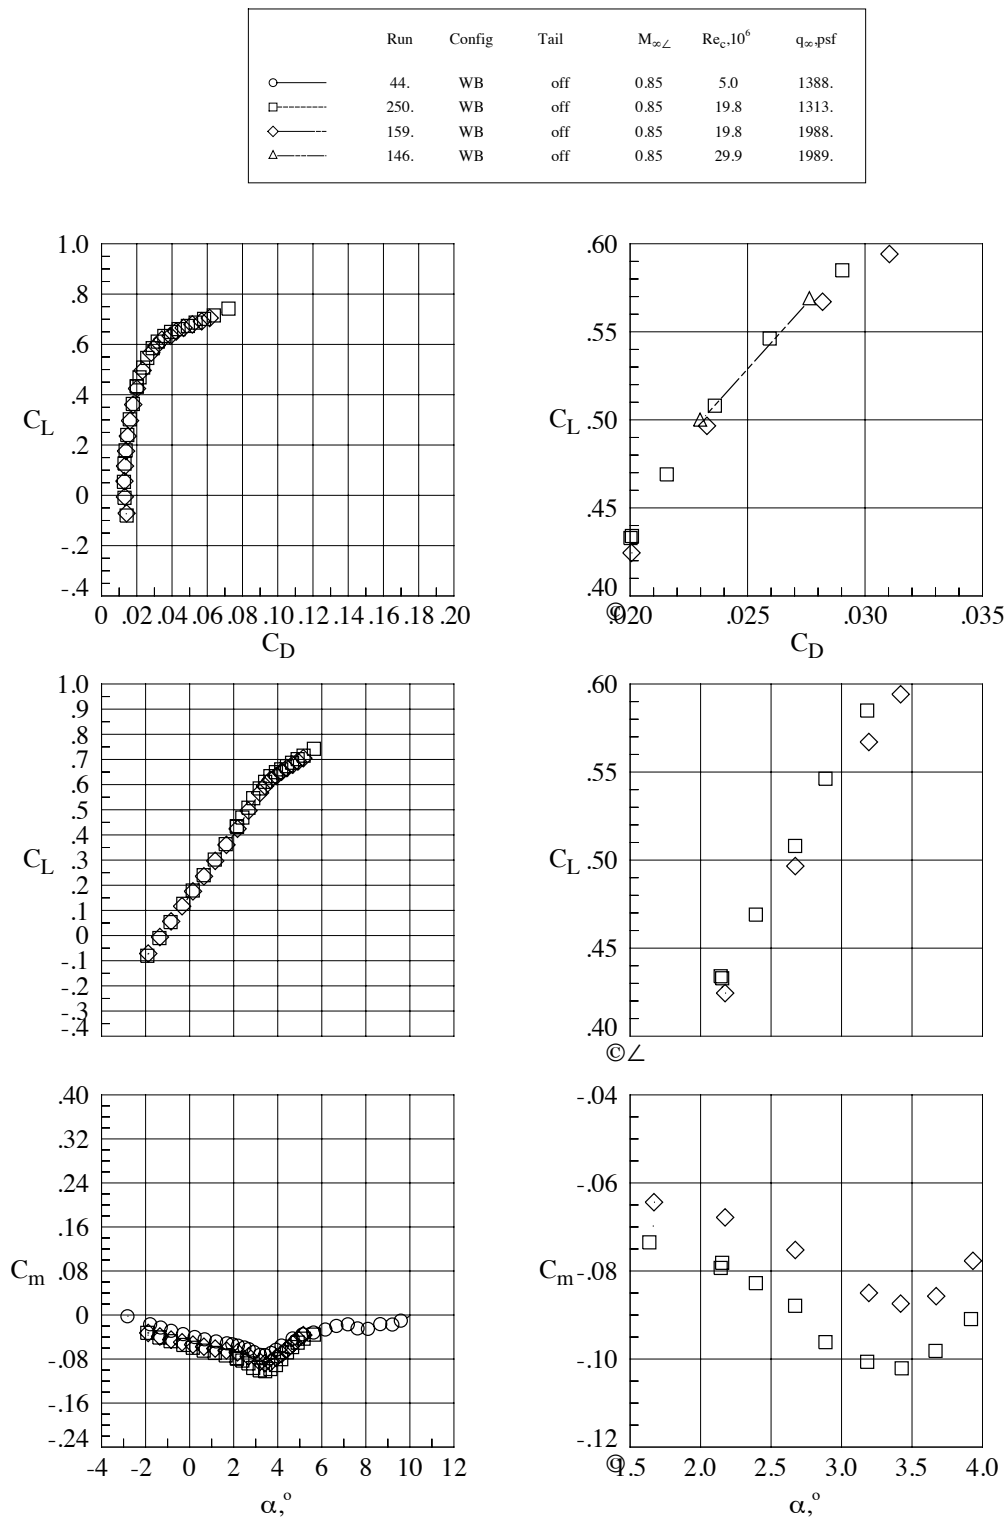 Run Config Tail M∞∠ Re_c,10⁶ q∞,psf
44. WB off 0.85 5.0 1388.
250. WB off 0.85 19.8 1313.
159. WB off 0.85 19.8 1988.
146. WB off 0.85 29.9 1989.
1.0
.8
.6
.4
.2
0
-.2
-.4
C_L
0 .02 .04 .06 .08 .10 .12 .14 .16 .18 .20
C_D
.60
.55
.50
.45
.40
C_L
©
.020 .025 .030 .035
C_D
1.0
.9
.8
.7
.6
.5
.4
.3
.2
.1
0
-.1
-.2
-.3
-.4
C_L
.60
.55
.50
.45
.40
C_L
©∠
.40
.32
.24
.16
.08
0
-.08
-.16
-.24
C_m
-4 -2 0 2 4 6 8 10 12
α,°
-.04
-.06
-.08
-.10
-.12
C_m
©
1.5 2.0 2.5 3.0 3.5 4.0
α,°